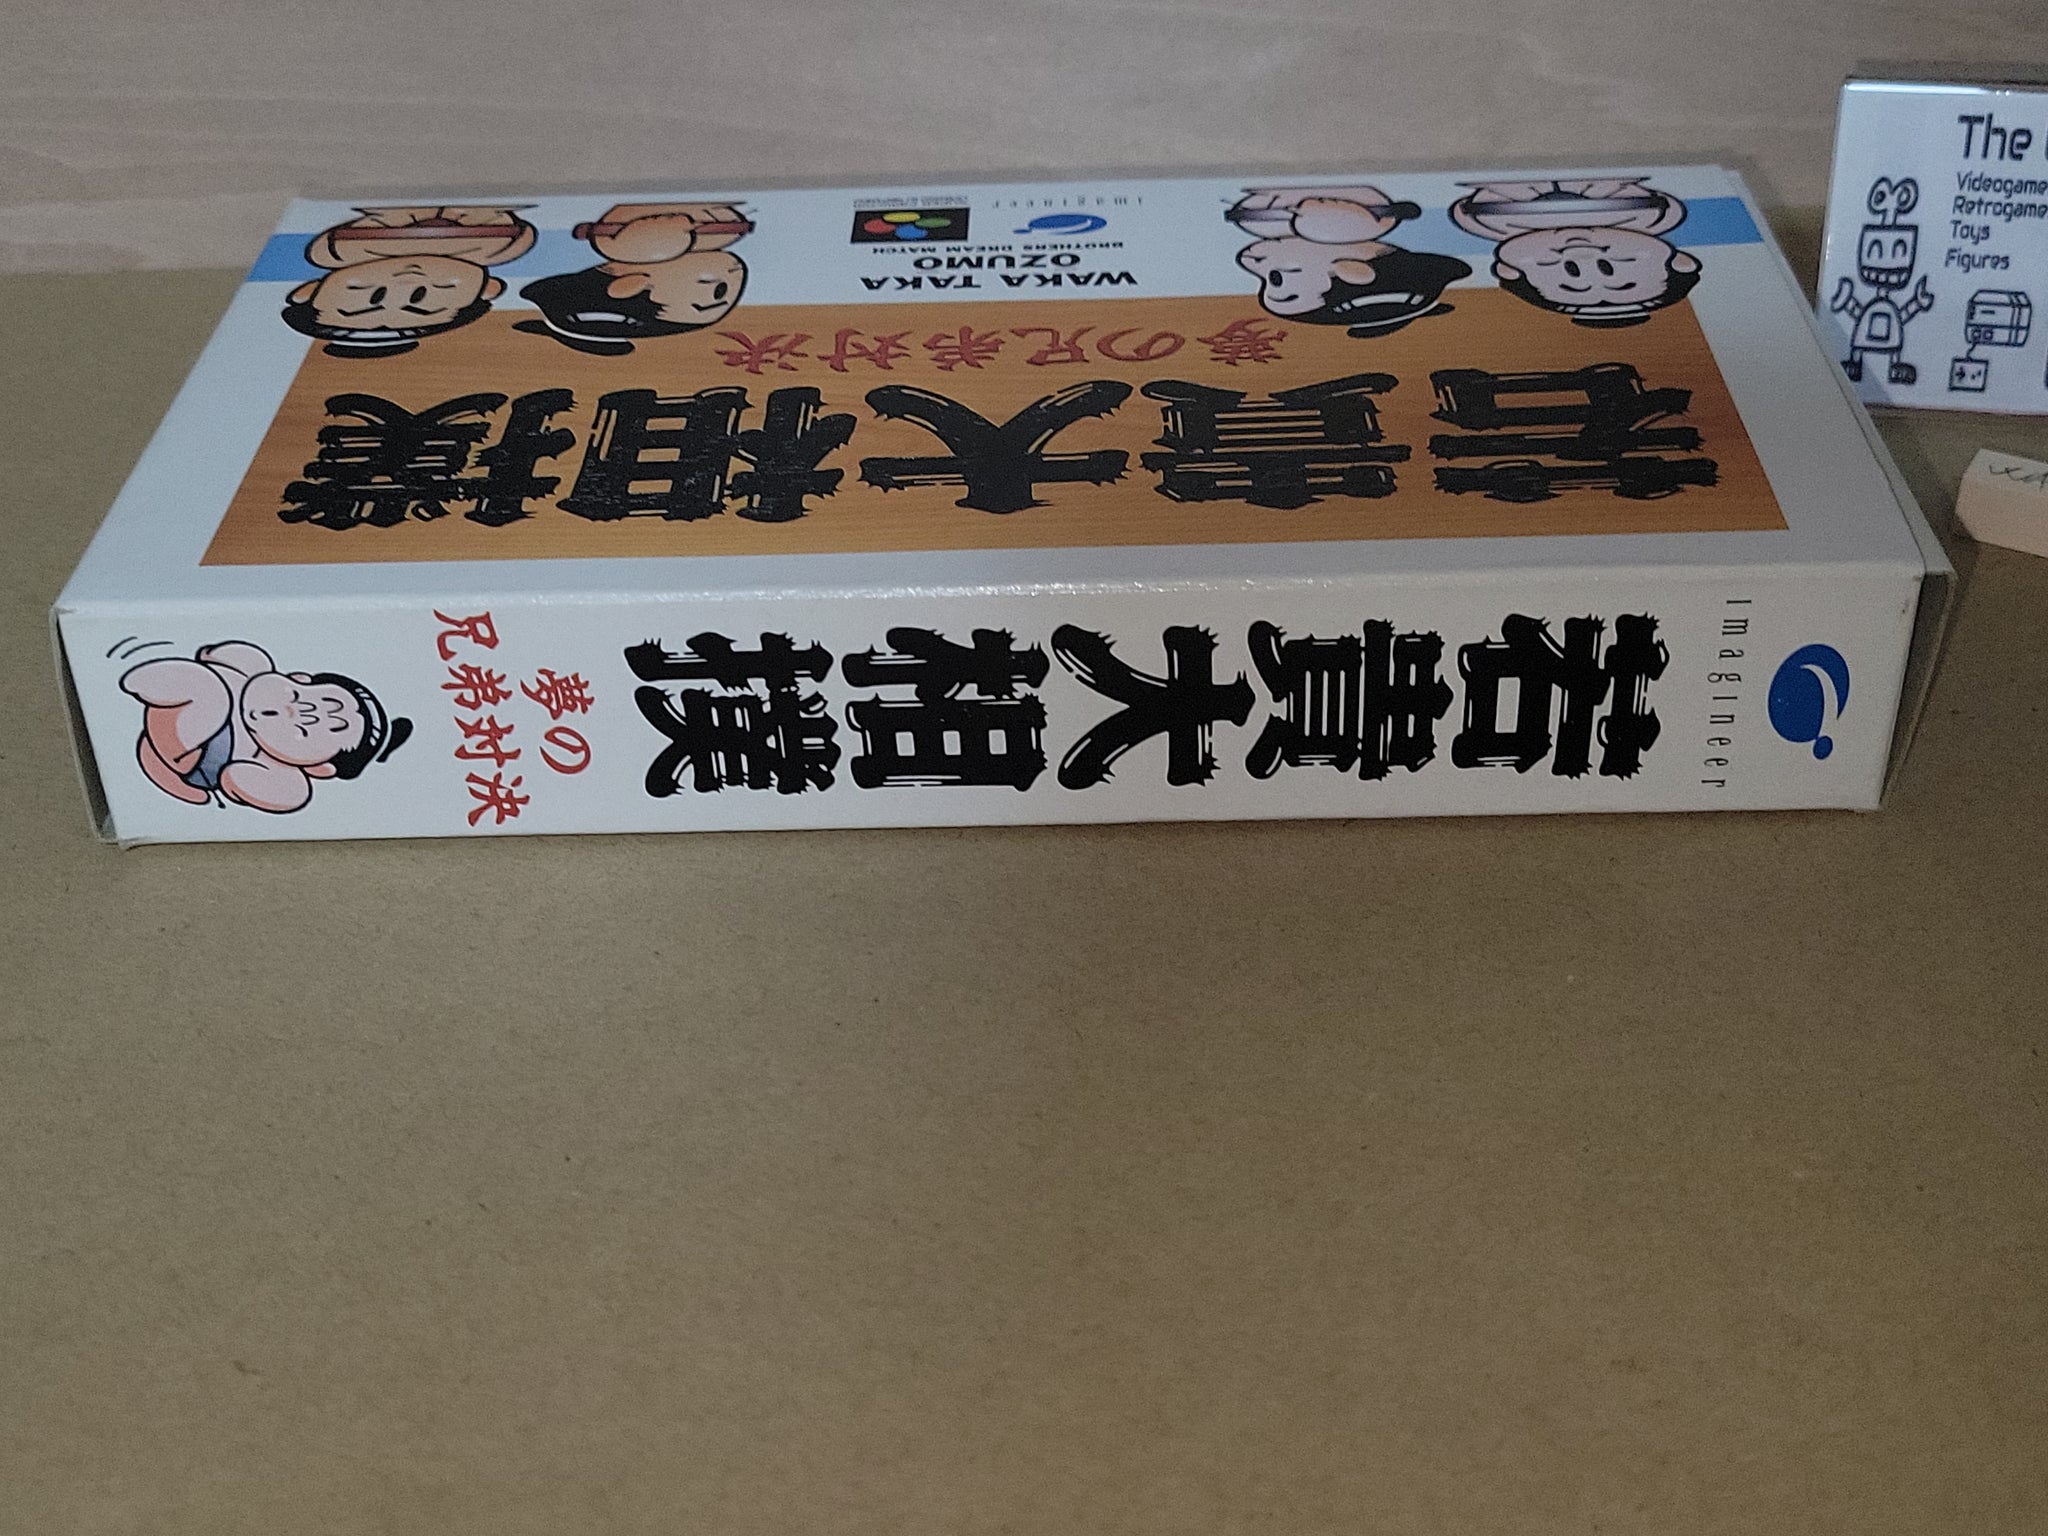 若貴大相撲
夢の兄弟対決
WAKA TAKA
OZUMO
BROTHERS DREAM MATCH
imagineer
imagineer
若貴大相撲
夢の
兄弟対決
The
Videogame
Retrogame
Toys
Figures